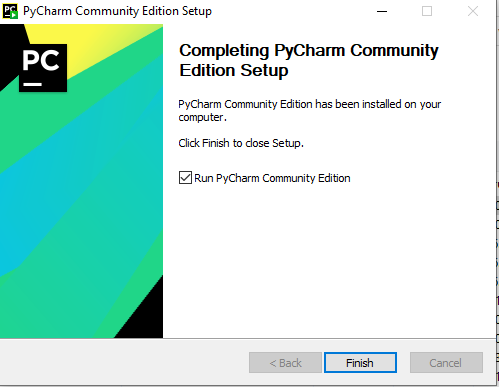 PC PyCharm Community Edition Setup
PC
Completing PyCharm Community
Edition Setup
PyCharm Community Edition has been installed on your
computer.
Click Finish to close Setup.
Run PyCharm Community Edition
< Back
Finish
Cancel